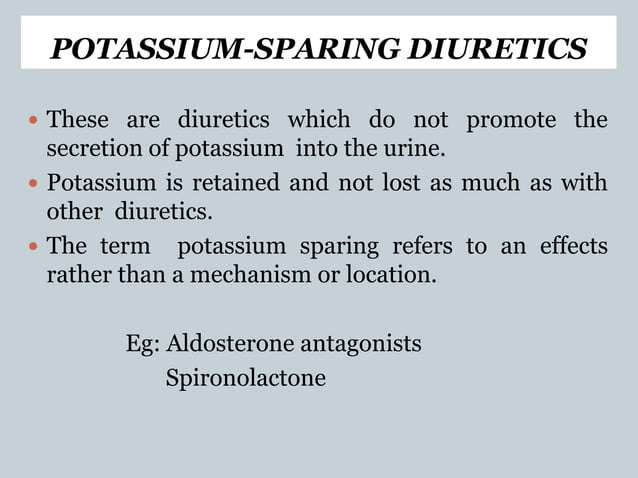 POTASSIUM-SPARING DIURETICS
• These are diuretics which do not promote the
secretion of potassium into the urine.
• Potassium is retained and not lost as much as with
other diuretics.
• The term potassium sparing refers to an effects
rather than a mechanism or location.
Eg: Aldosterone antagonists
Spironolactone